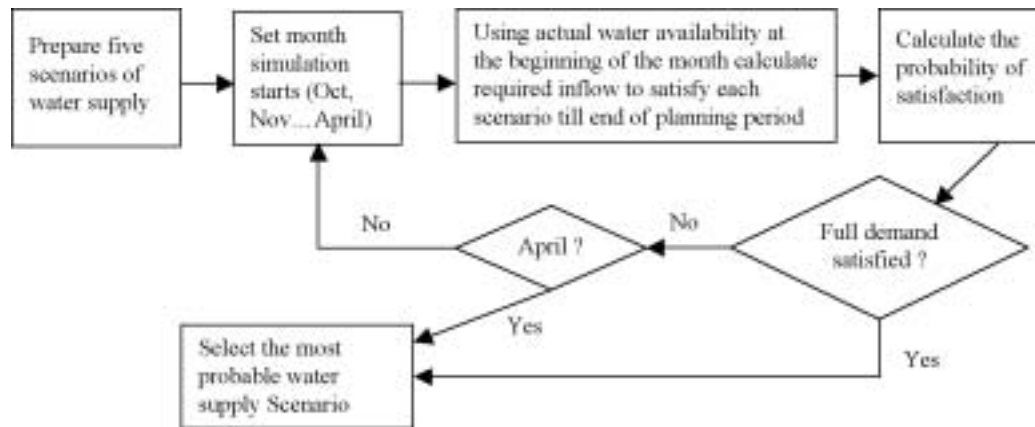 Prepare five
scenarios of
water supply
Set month
simulation
starts (Oct,
Nov... April)
Using actual water availability at
the beginning of the month calculate
required inflow to satisfy each
scenario till end of planning period
Calculate the
probability of
satisfaction
Full demand
satisfied ?
No
April ?
No
Yes
Yes
Select the most
probable water
supply Scenario